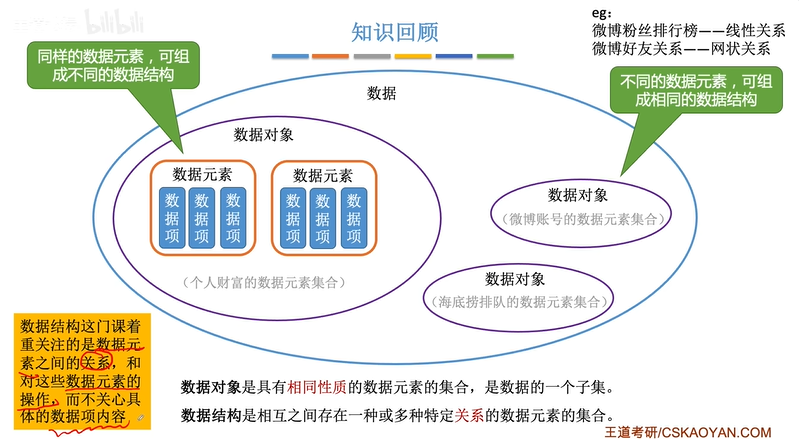 bilibili
知识回顾
eg：
微博粉丝排行榜——线性关系
微博好友关系——网状关系
同样的数据元素，可组
成不同的数据结构
不同的数据元素，可组
成相同的数据结构
数据
数据对象
数据元素
数据项
数据项
数据项
数据元素
数据项
数据项
数据项
（个人财富的数据元素集合）
数据对象
（微博账号的数据元素集合）
数据对象
（海底捞排队的数据元素集合）
数据结构这门课着
重关注的是数据元
素之间的关系，和
对这些数据元素的
操作，而不关心具
体的数据项内容
数据对象是具有相同性质的数据元素的集合，是数据的一个子集。
数据结构是相互之间存在一种或多种特定关系的数据元素的集合。
王道考研/CSKAOYAN.COM